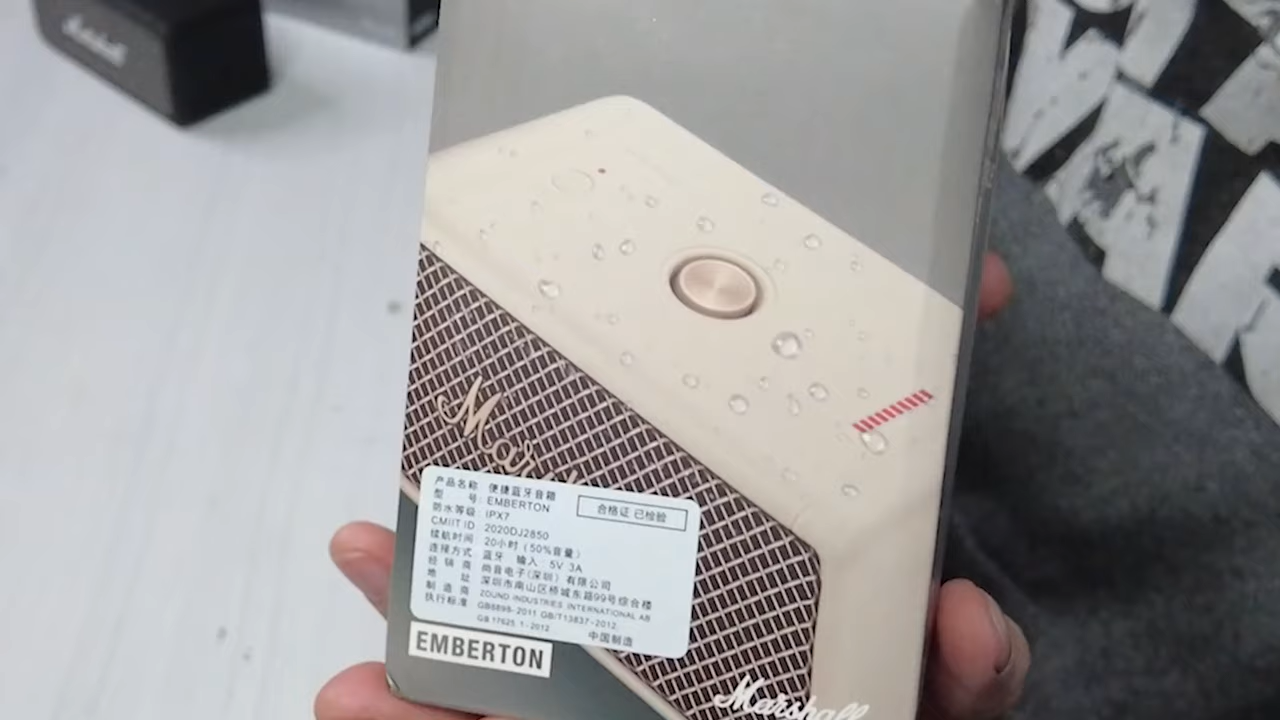 Marshall
产品名称 便捷蓝牙音箱
型 号: EMBERTON
合格证 已检验
防水等级: IPX7
CMIIT ID: 2020DJ2850
续航时间: 20小时(50%音量)
连接方式 蓝牙 输入: 5V 3A
经 销 商 尚音电子(深圳)有限公司
地 址 深圳市南山区桥城东路99号综合楼
制 造 商 ZOUND INDUSTRIES INTERNATIONAL AB
执行标准 GB8898-2011 GB/T13837-2012
GB 17625.1-2012
中国制造
EMBERTON
Marshall